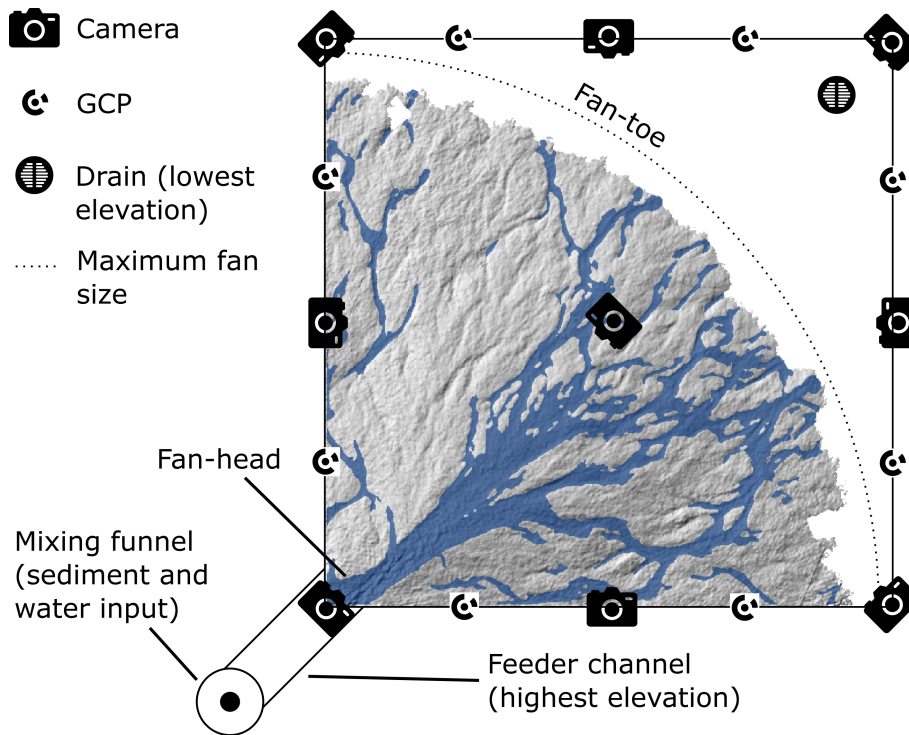 Camera
GCP
Drain (lowest
elevation)
Maximum fan
size
Fan-toe
Fan-head
Mixing funnel
(sediment and
water input)
Feeder channel
(highest elevation)